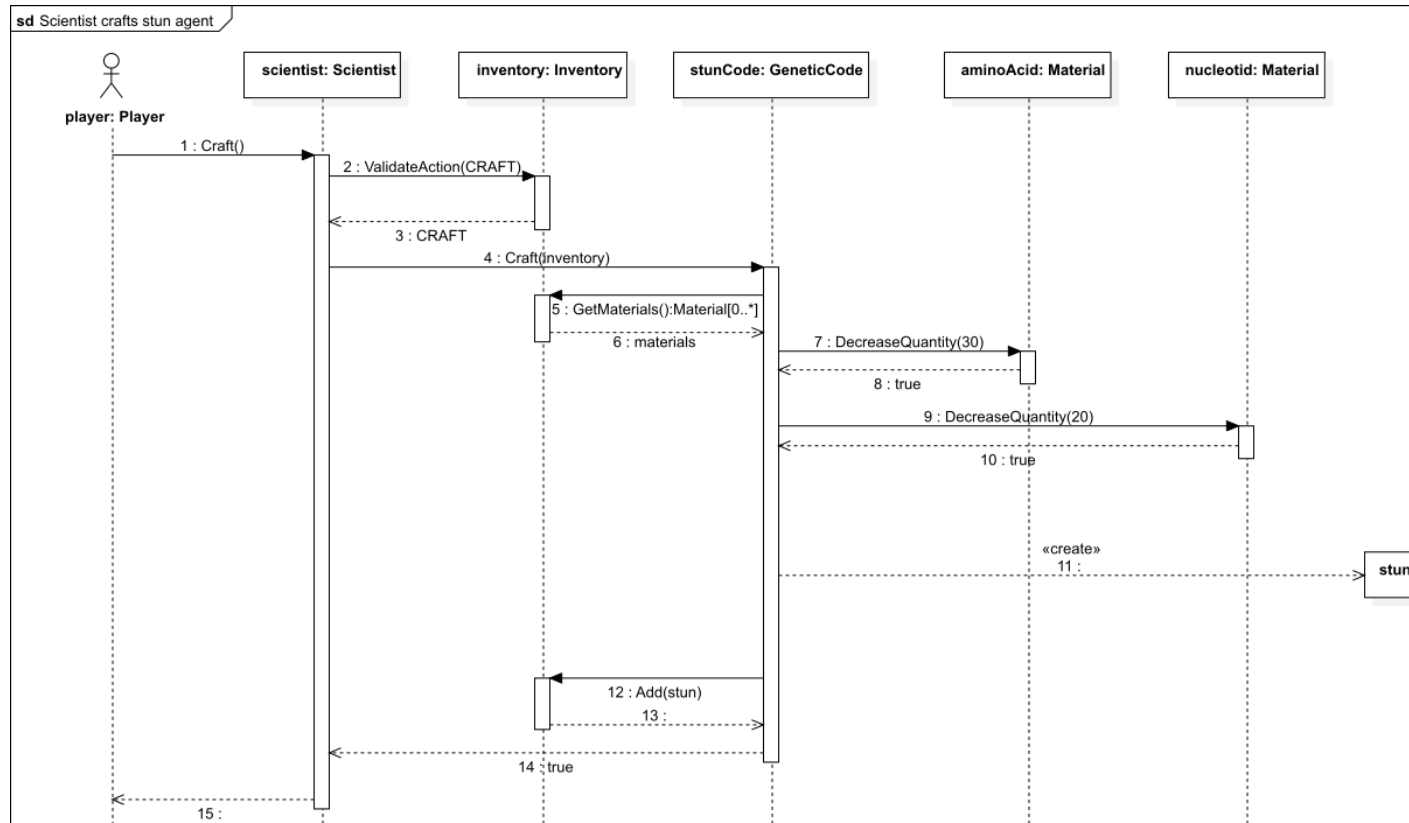 sd Scientist crafts stun agent
player: Player
scientist: Scientist
inventory: Inventory
stunCode: GeneticCode
aminoAcid: Material
nucleotid: Material
1 : Craft()
2 : ValidateAction(CRAFT)
3 : CRAFT
4 : Craft(inventory)
5 : GetMaterials():Material[0..*]
6 : materials
7 : DecreaseQuantity(30)
8 : true
9 : DecreaseQuantity(20)
10 : true
«create»
11 :
stun
12 : Add(stun)
13 :
14 : true
15 :